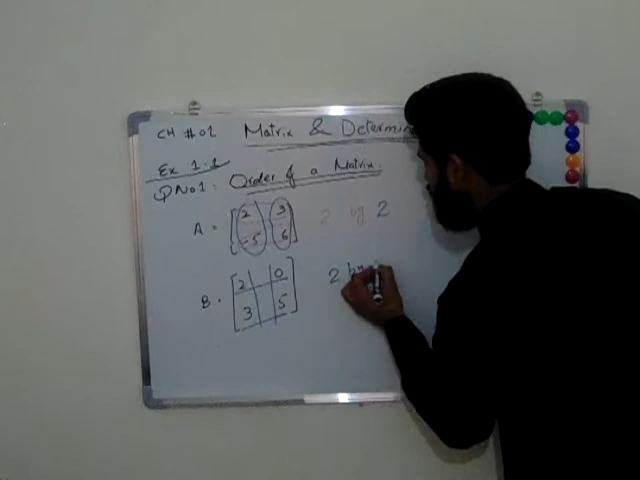 CH # 01 Matrix & Determin
Ex 1.1
QNo1: Order of a Matrix.
A = [2 3
-5 6] 2 by 2
B = [2 0
3 5] 2 by